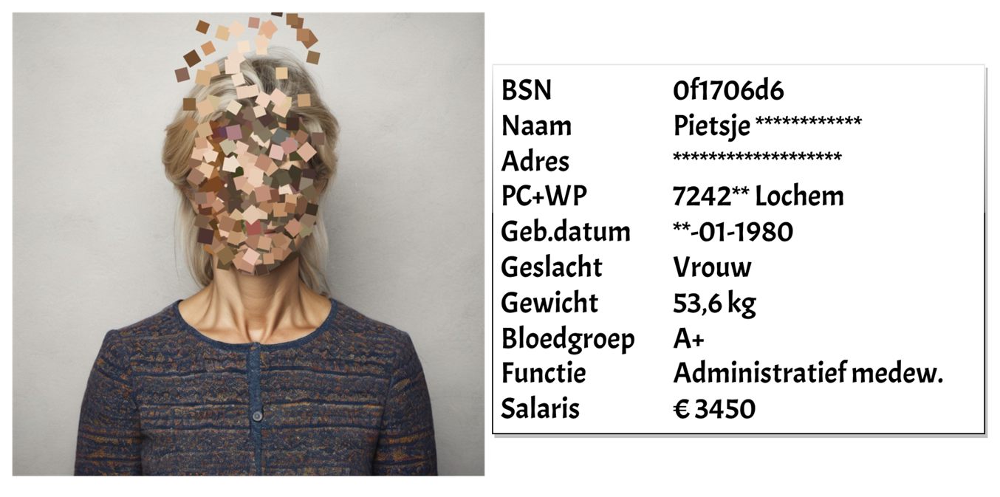 BSN 0f1706d6
Naam Pietsje ************
Adres *******************
PC+WP 7242** Lochem
Geb.datum **-01-1980
Geslacht Vrouw
Gewicht 53,6 kg
Bloedgroep A+
Functie Administratief medew.
Salaris € 3450